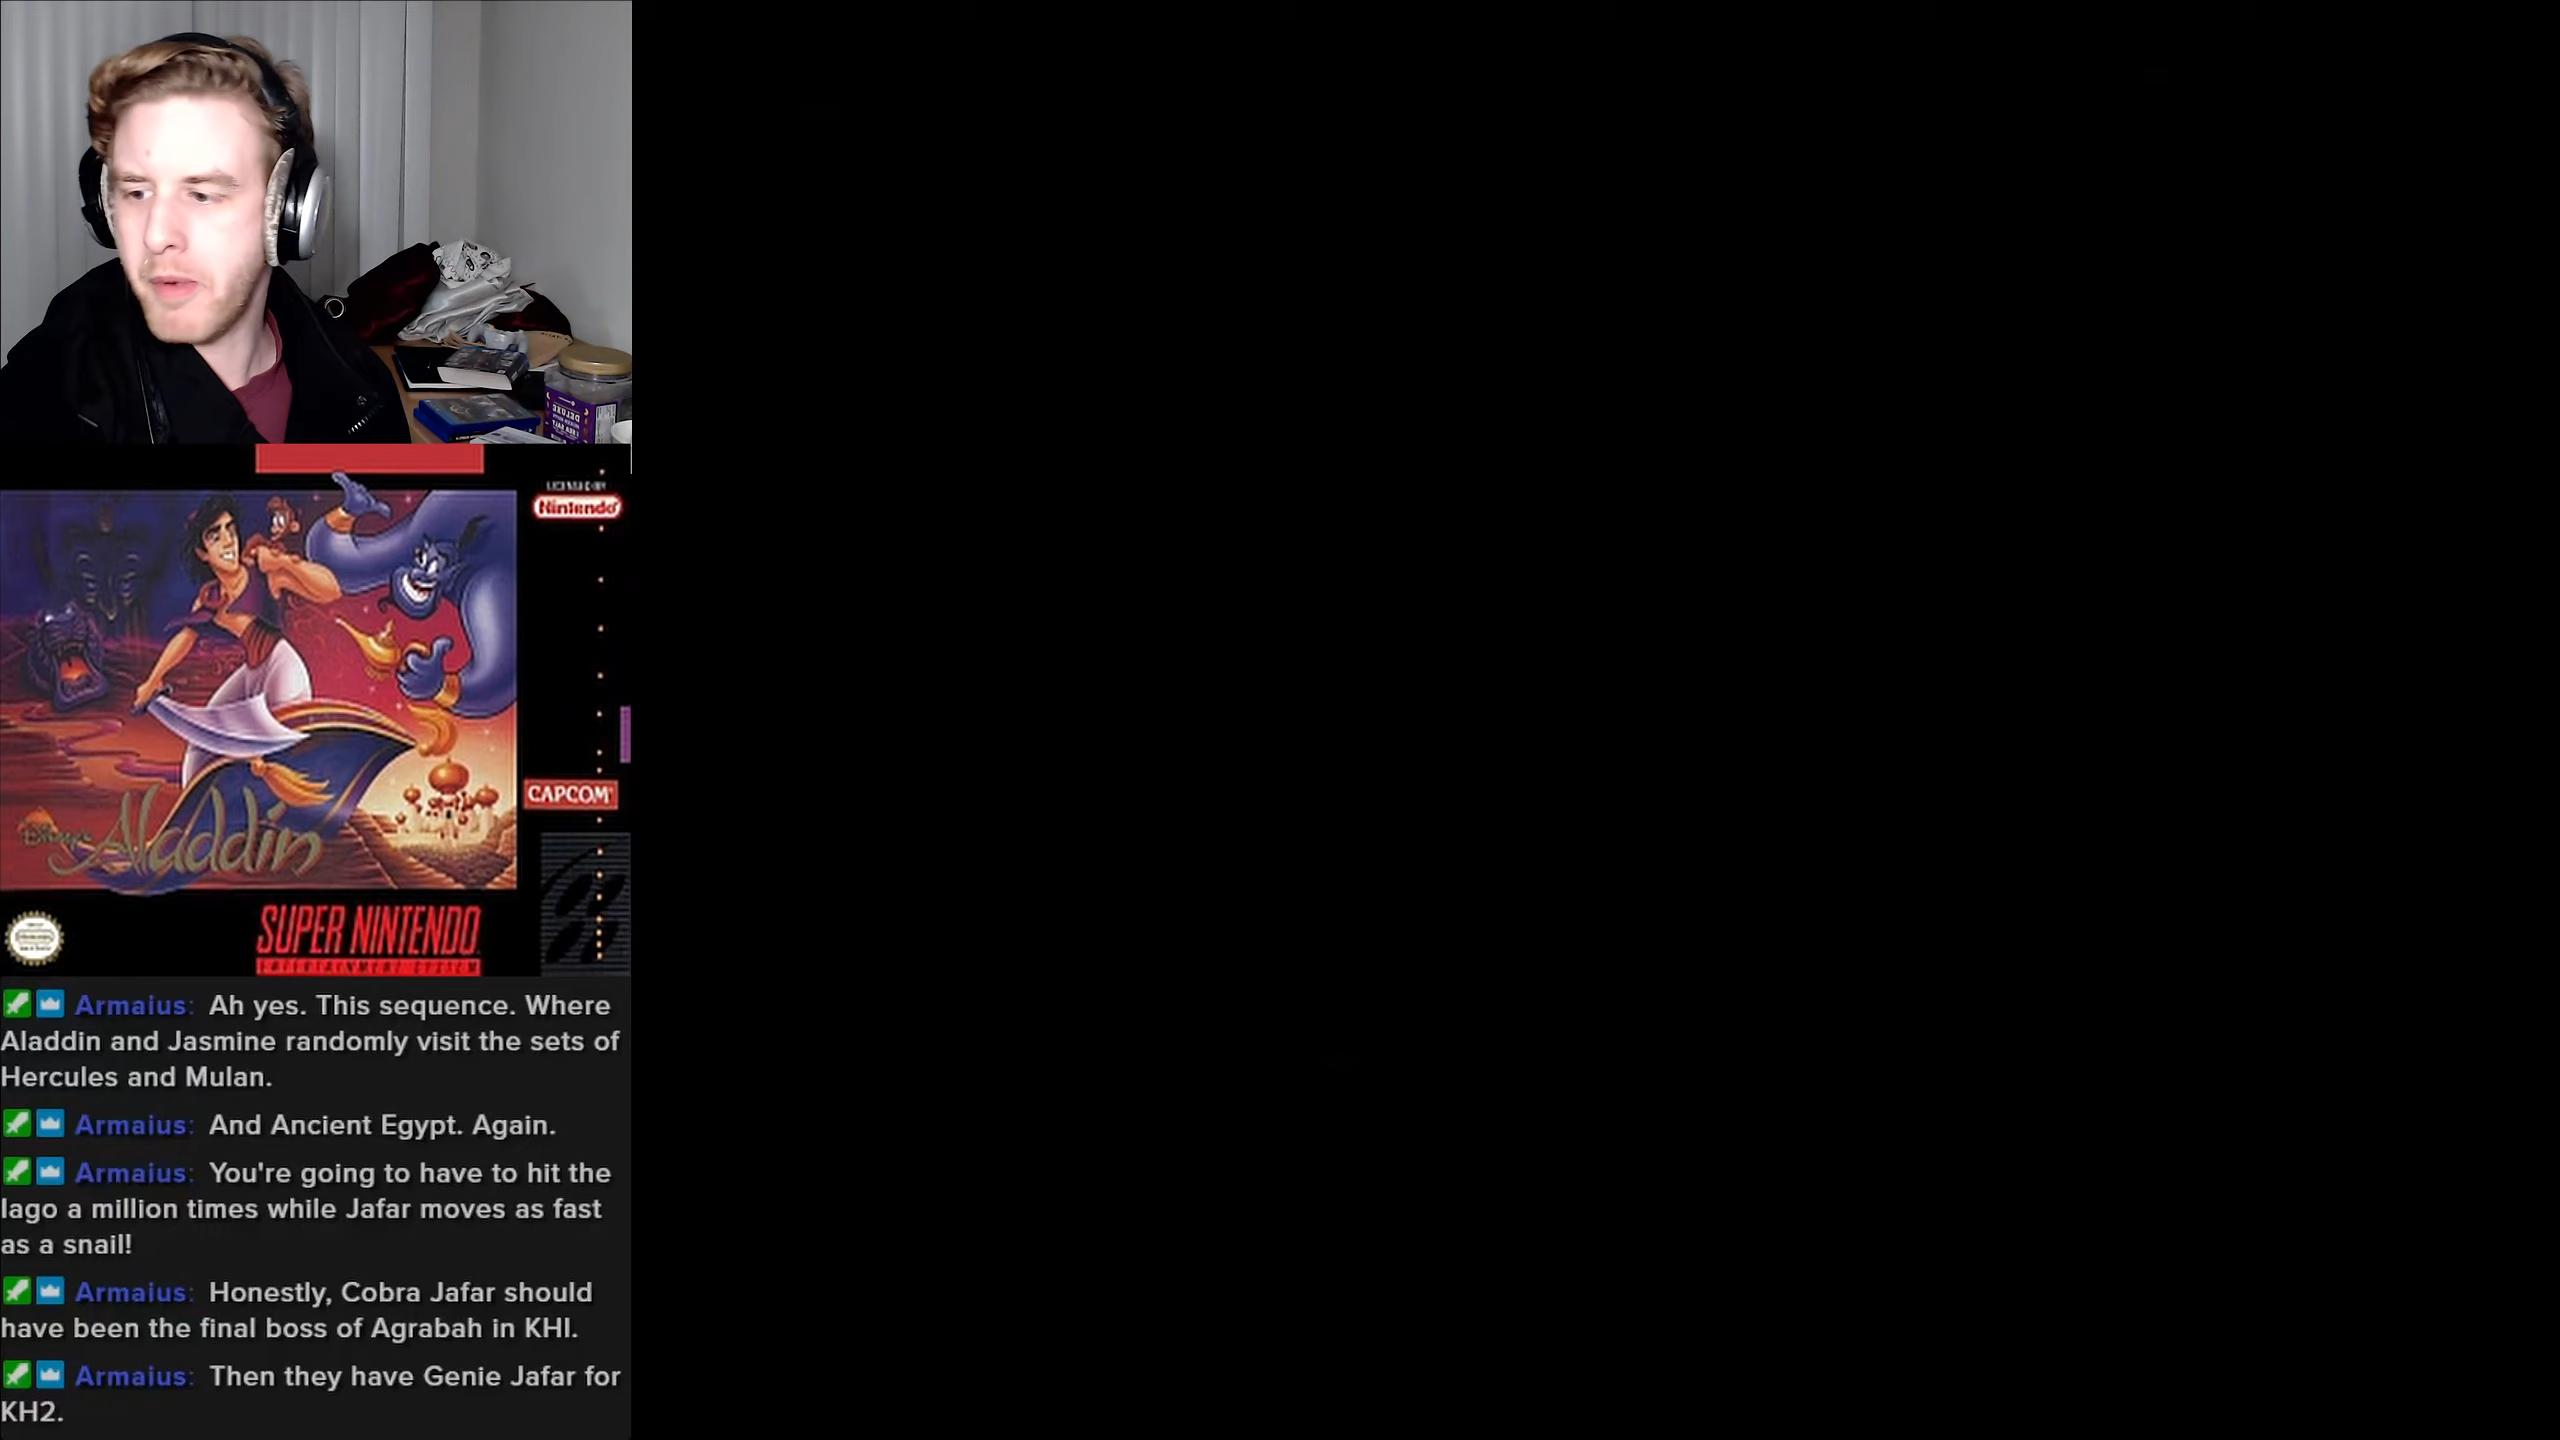 DELUXE
LICENSED BY
Nintendo
CAPCOM
Disney's
Aladdin
SUPER NINTENDO
ENTERTAINMENT SYSTEM
Armaius: Ah yes. This sequence. Where
Aladdin and Jasmine randomly visit the sets of
Hercules and Mulan.
Armaius: And Ancient Egypt. Again.
Armaius: You're going to have to hit the
Iago a million times while Jafar moves as fast
as a snail!
Armaius: Honestly, Cobra Jafar should
have been the final boss of Agrabah in KHI.
Armaius: Then they have Genie Jafar for
KH2.